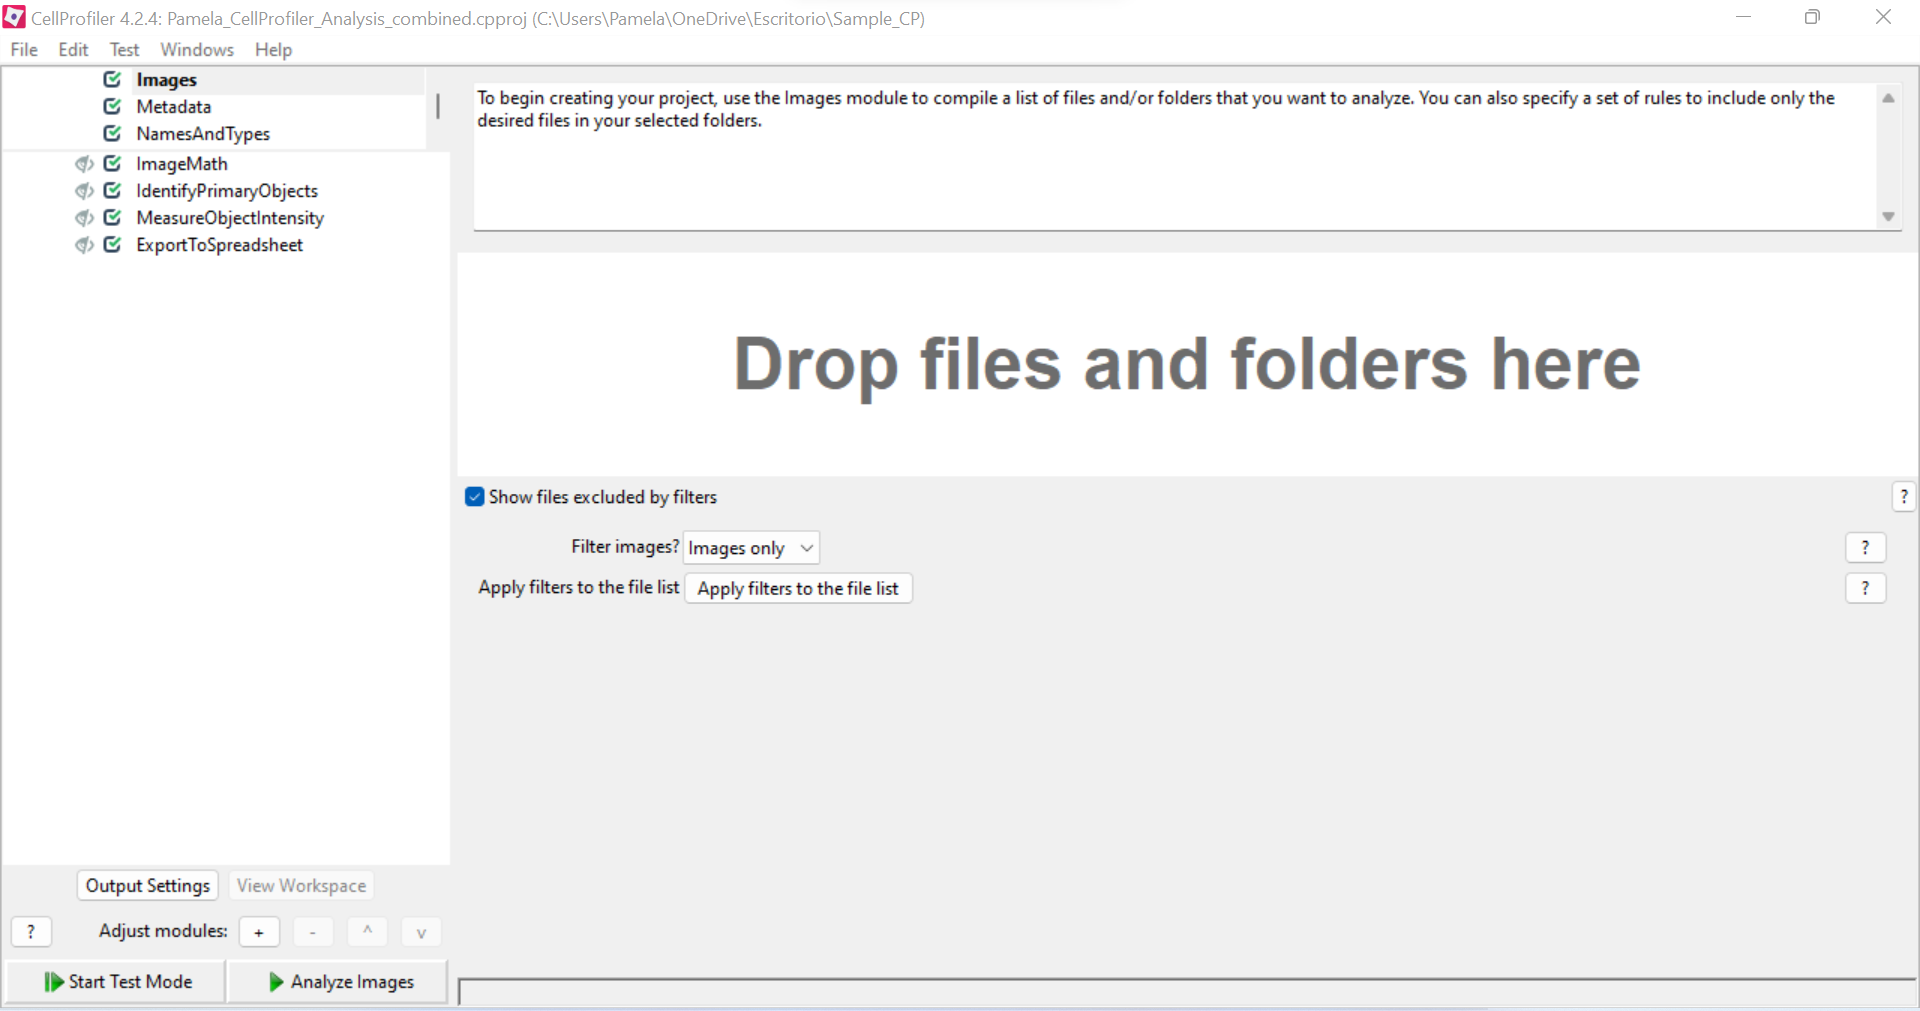 CellProfiler 4.2.4: Pamela_CellProfiler_Analysis_combined.cpproj (C:\Users\Pamela\OneDrive\Escritorio\Sample_CP)
File Edit Test Windows Help
Images
Metadata
NamesAndTypes
ImageMath
IdentifyPrimaryObjects
MeasureObjectIntensity
ExportToSpreadsheet
To begin creating your project, use the Images module to compile a list of files and/or folders that you want to analyze. You can also specify a set of rules to include only the
desired files in your selected folders.
Drop files and folders here
Show files excluded by filters ?
Filter images? Images only ?
Apply filters to the file list Apply filters to the file list ?
Output Settings View Workspace
? Adjust modules: + - ^ v
Start Test Mode Analyze Images